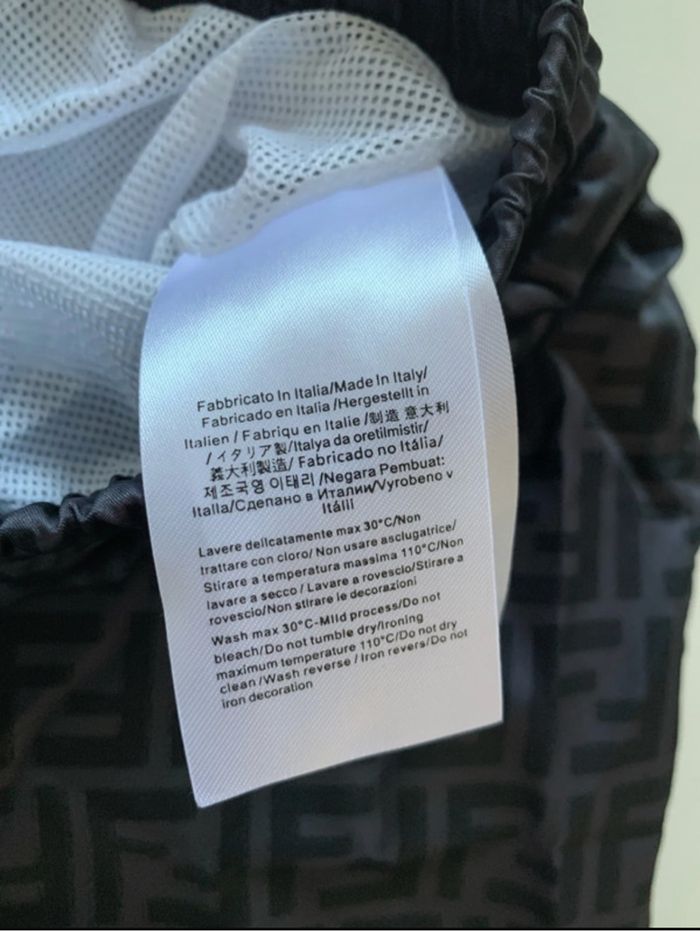 Fabbricato In Italia/Made In Italy/
Fabricado en Italia /Hergestellt in
Italien / Fabriqu en Italie /制造 意大利
/ イタリア製/Italya da oretilmistir/
義大利製造/ Fabricado no Itália/
제조국영 이태리 /Negara Pembuat:
Italla/Сделано в Италии/Vyrobeno v
Itálii
Lavere dellcatamente max 30°C/Non
trattare con cloro/ Non usare asclugatrice/
Stirare a temperatura massima 110°C/Non
lavare a secco / Lavare a rovescio/Stirare a
rovescio/Non stirare le decorazioni
Wash max 30°C-Mlld process/Do not
bleach/Do not tumble dry/Ironing
maximum temperature 110°C/Do not dry
clean /Wash reverse / Iron revers/Do not
iron decoration